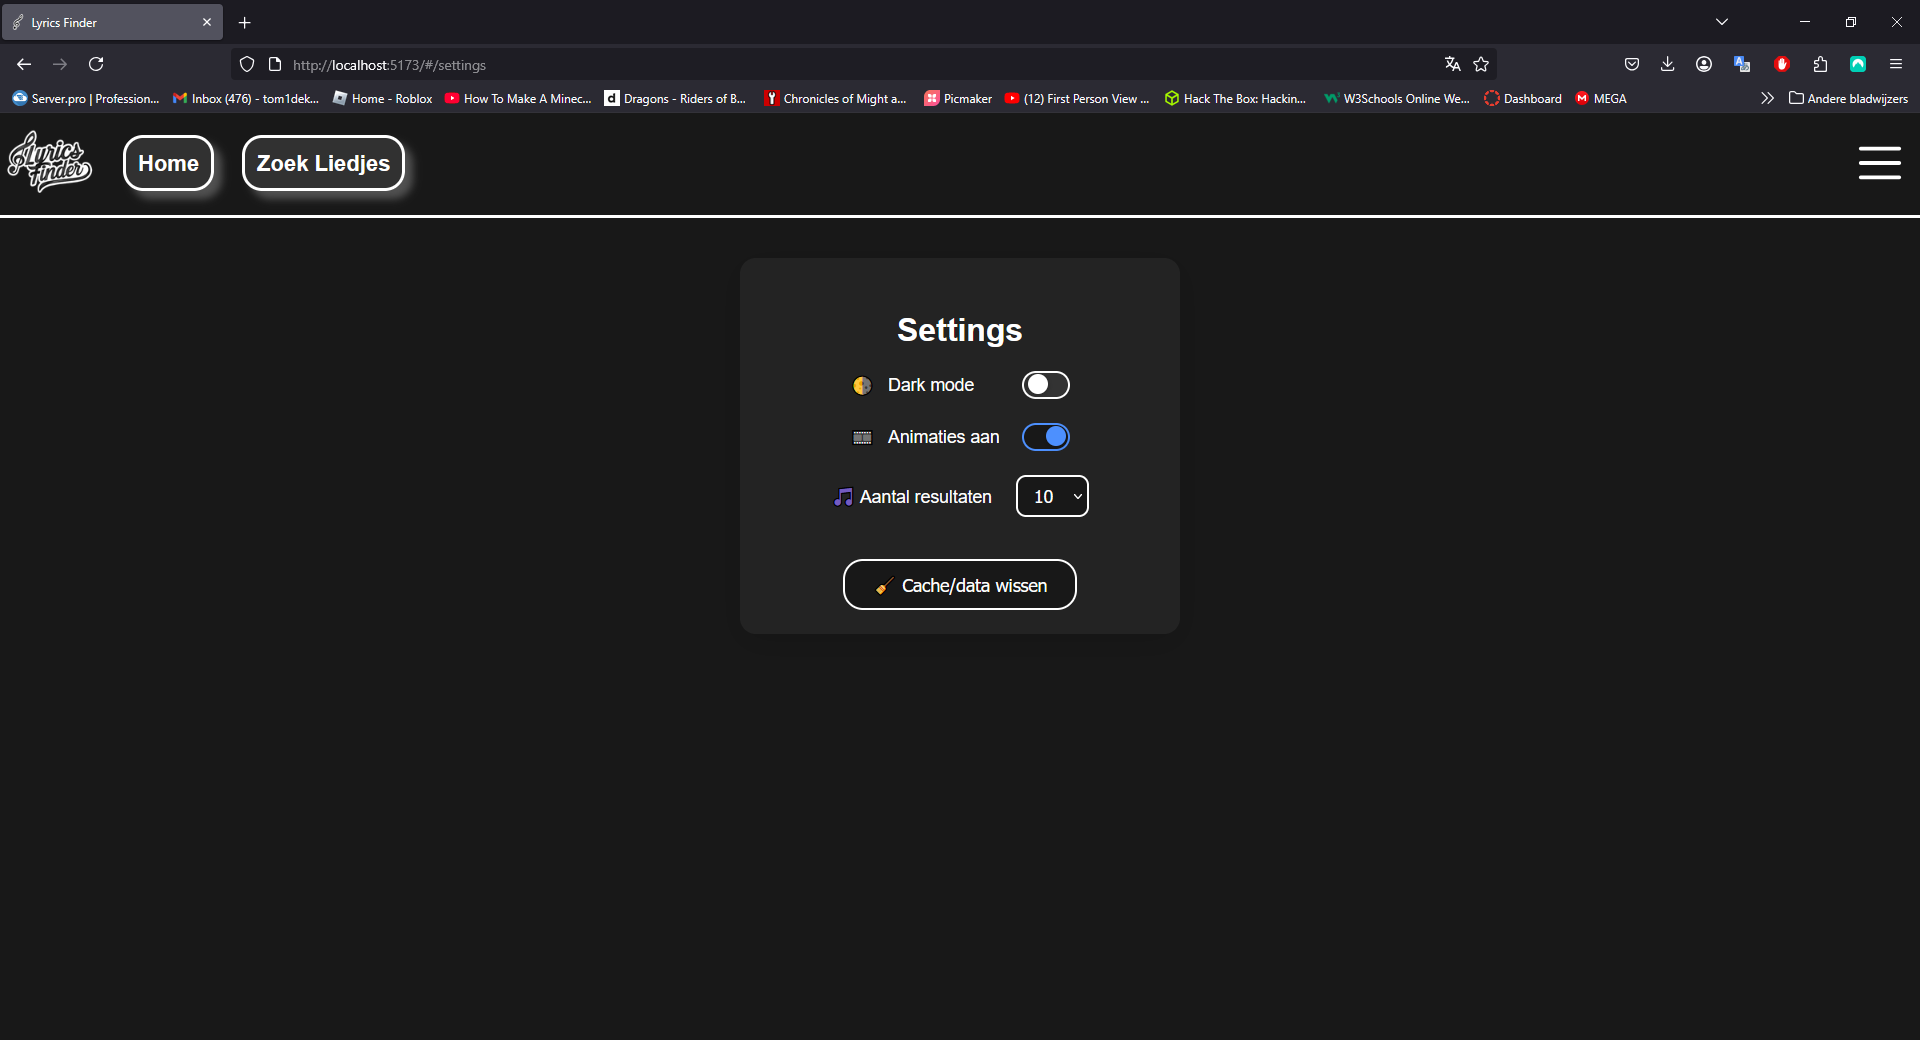 Lyrics Finder
http://localhost:5173/#/settings
Server.pro | Profession... Inbox (476) - tom1dek... Home - Roblox How To Make A Minec... Dragons - Riders of B... Chronicles of Might a... Picmaker (12) First Person View ... Hack The Box: Hackin... W3Schools Online We... Dashboard MEGA Andere bladwijzers
Lyrics
Finder
Home Zoek Liedjes
Settings
Dark mode
Animaties aan
Aantal resultaten 10
Cache/data wissen